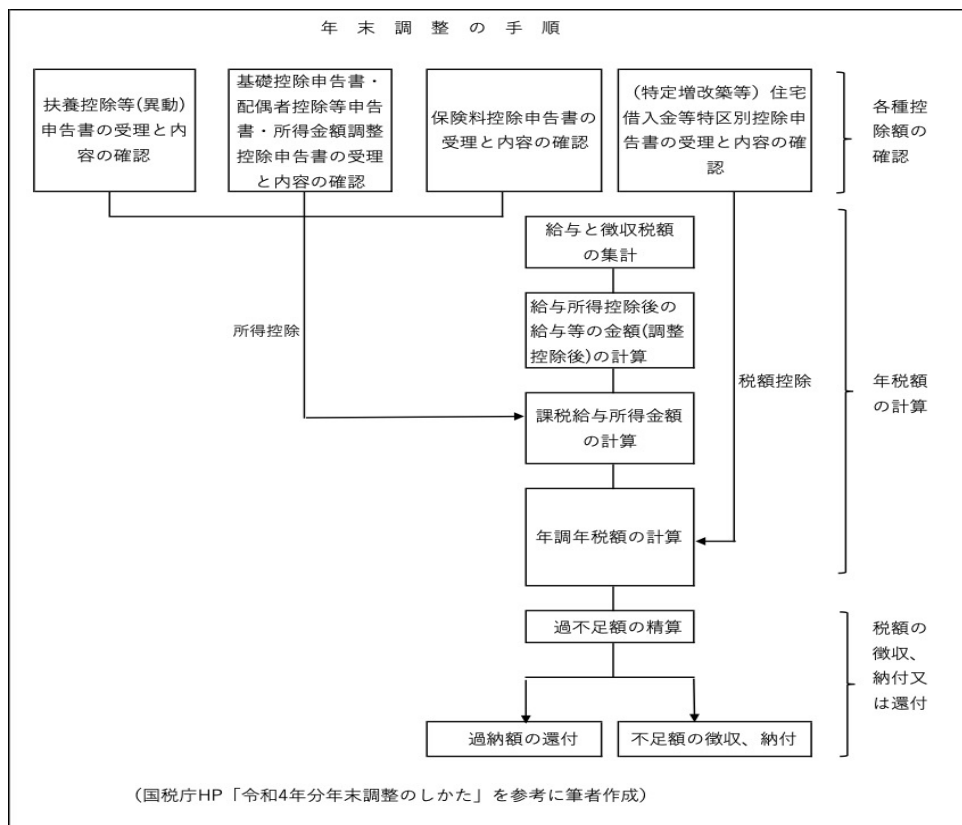 年末調整の手順
扶養控除等(異動)
申告書の受理と内
容の確認
基礎控除申告書・
配偶者控除等申告
書・所得金額調整
控除申告書の受理
と内容の確認
保険料控除申告書の
受理と内容の確認
（特定増改築等）住宅
借入金等特区別控除申
告書の受理と内容の確
認
各種控
除額の
確認
給与と徴収税額
の集計
給与所得控除後の
給与等の金額(調整
控除後)の計算
所得控除
税額控除
年税額
の計算
課税給与所得金額
の計算
年調年税額の計算
過不足額の精算
税額の
徴収、
納付又
は還付
過納額の還付
不足額の徴収、納付
（国税庁HP「令和4年分年末調整のしかた」を参考に筆者作成）